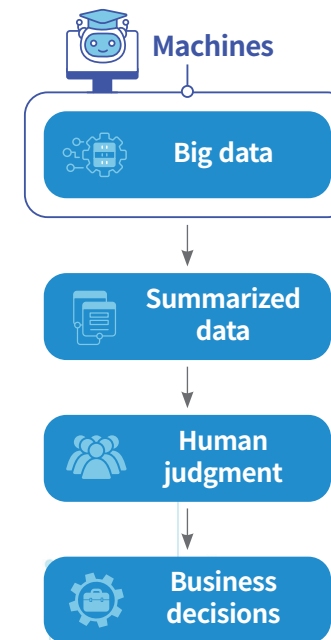 Machines
Big data
Summarized
data
Human
judgment
Business
decisions